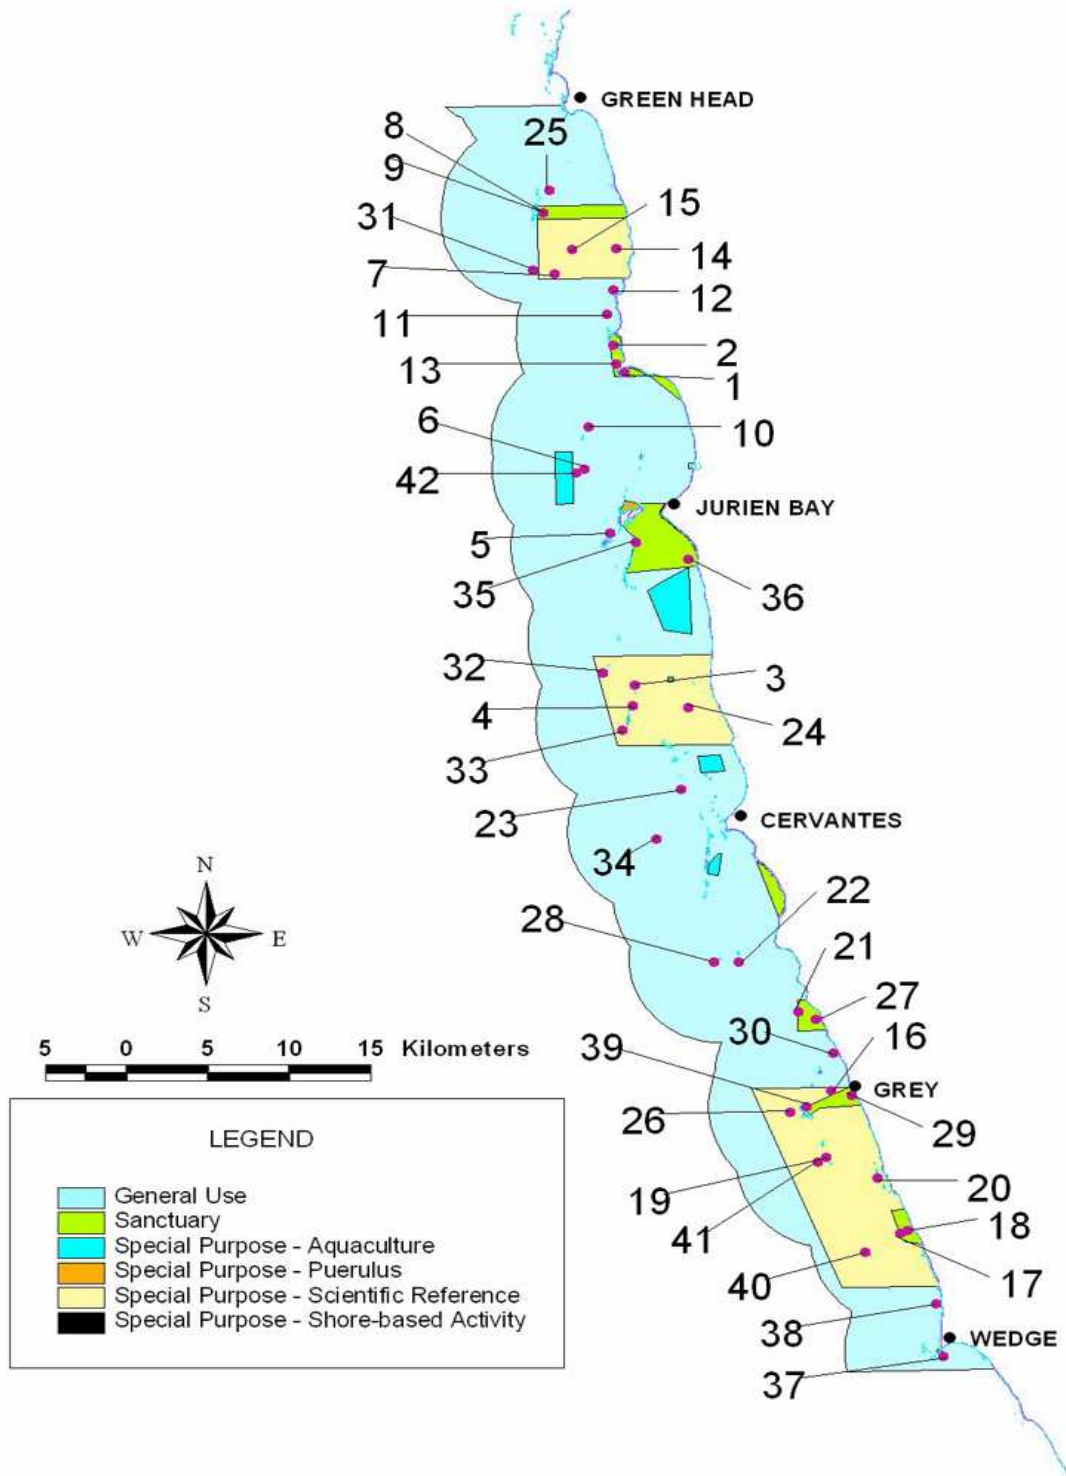 GREEN HEAD
8
25
9
15
31
14
7
12
11
2
13
1
6
10
42
JURIEN BAY
5
35
36
32
3
4
24
33
23
CERVANTES
34
22
28
21
N
W E
S
27
30
16
39
5 0 5 10 15 Kilometers
GREY
26
29
19
20
41
18
17
40
38
WEDGE
37
LEGEND
General Use
Sanctuary
Special Purpose - Aquaculture
Special Purpose - Puerulus
Special Purpose - Scientific Reference
Special Purpose - Shore-based Activity